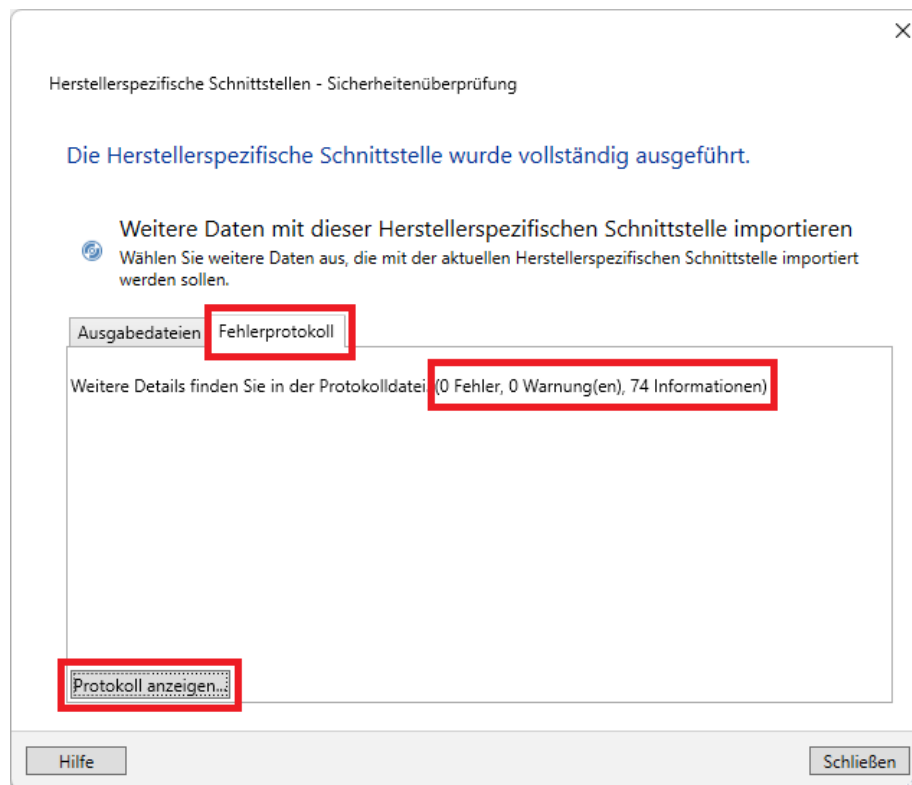 Herstellerspezifische Schnittstellen - Sicherheitenüberprüfung
Die Herstellerspezifische Schnittstelle wurde vollständig ausgeführt.
Weitere Daten mit dieser Herstellerspezifischen Schnittstelle importieren
Wählen Sie weitere Daten aus, die mit der aktuellen Herstellerspezifischen Schnittstelle importiert
werden sollen.
Ausgabedateien Fehlerprotokoll
Weitere Details finden Sie in der Protokolldatei. (0 Fehler, 0 Warnung(en), 74 Informationen)
Protokoll anzeigen...
Hilfe Schließen